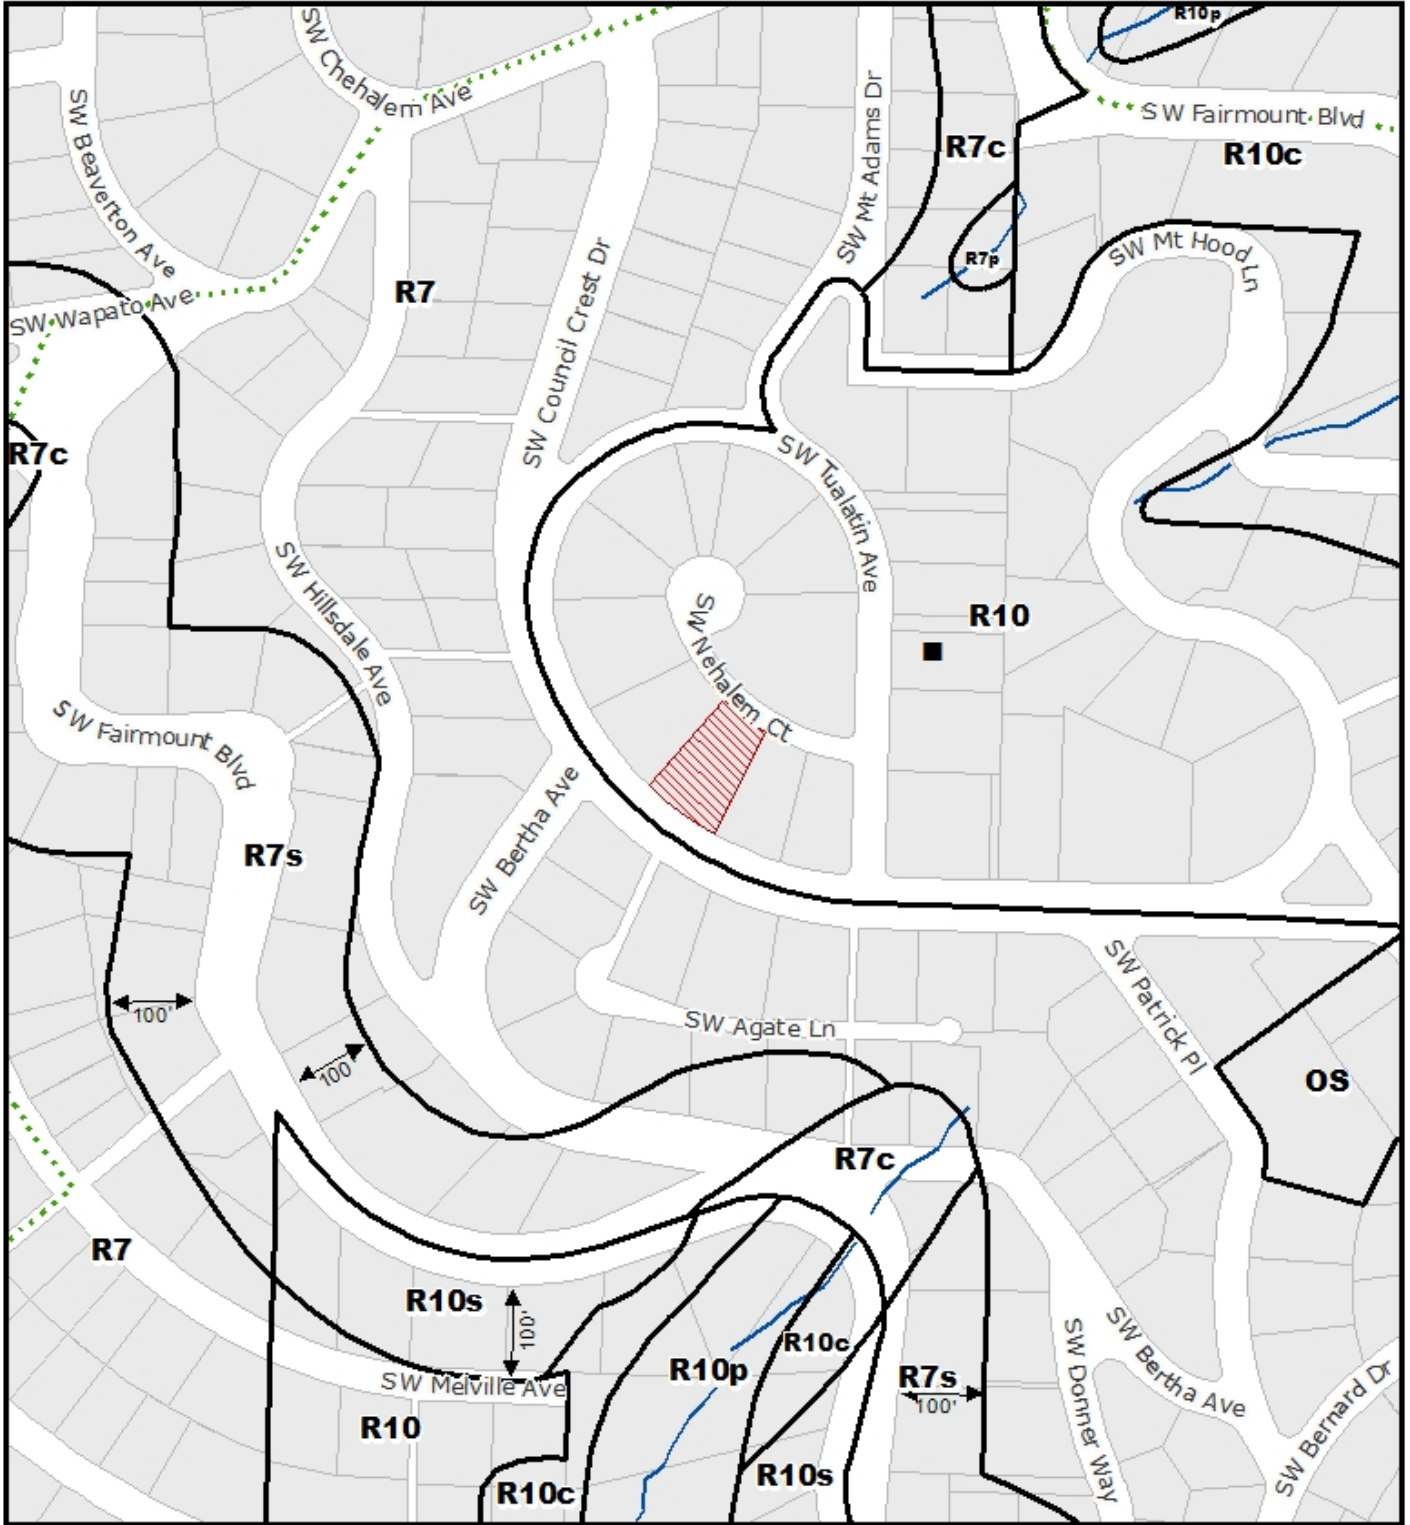 R10p
SW Chehalem Ave
SW Beaverton Ave
SW Mt Adams Dr
SW Fairmount Blvd
R7c
R10c
SW Mt Hood Ln
R7p
R7
SW Wapato Ave
SW Council Crest Dr
R7c
SW Tualatin Ave
SW Hillsdale Ave
SW Nehalem Ct
R10
SW Fairmount Blvd
SW Bertha Ave
R7s
SW Patrick Pl
100'
SW Agate Ln
100'
OS
R7c
R7
R10s
100'
R10c
R10p
R7s
100'
SW Melville Ave
SW Donner Way
SW Bertha Ave
SW Bernard Dr
R10
R10s
R10c